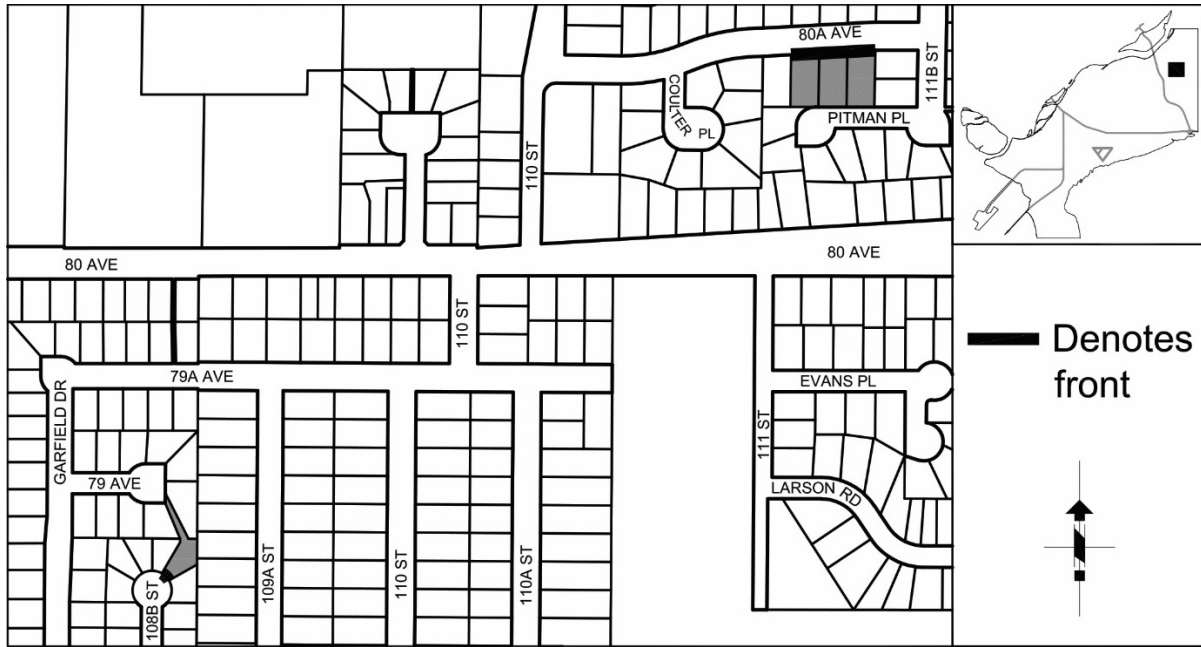 80A AVE
111B ST
COULTER
PL
PITMAN PL
110 ST
80 AVE
80 AVE
110 ST
79A AVE
GARFIELD DR
79 AVE
108B ST
109A ST
110 ST
110A ST
111 ST
EVANS PL
LARSON RD
Denotes
front